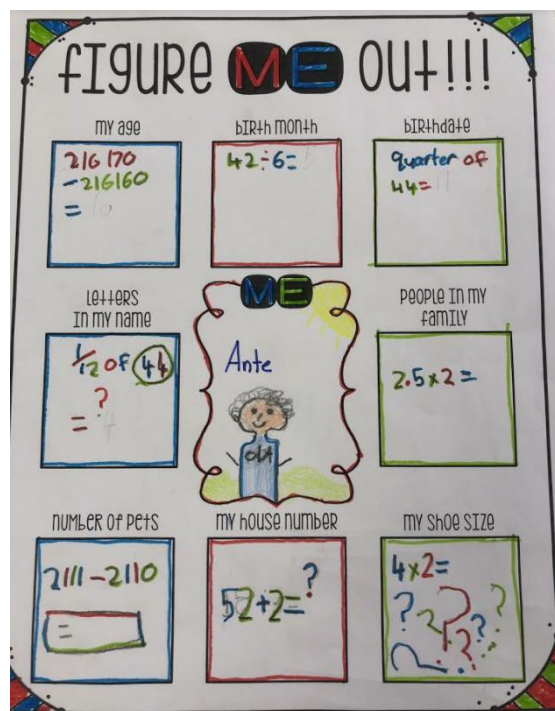 FIGURE ME OUT!!!
MY AGE
BIRTH MONTH
BIRTHDATE
216170
-216160
=
42÷6=
quarter of
44=
LETTERS
IN MY NAME
ME
PEOPLE IN MY
FAMILY
1/12 of 44
?
=
Ante
2.5x2=
NUMBER OF PETS
MY HOUSE NUMBER
MY SHOE SIZE
2111-2110
=
52+2=?
4x2=
? ? ? ? ?